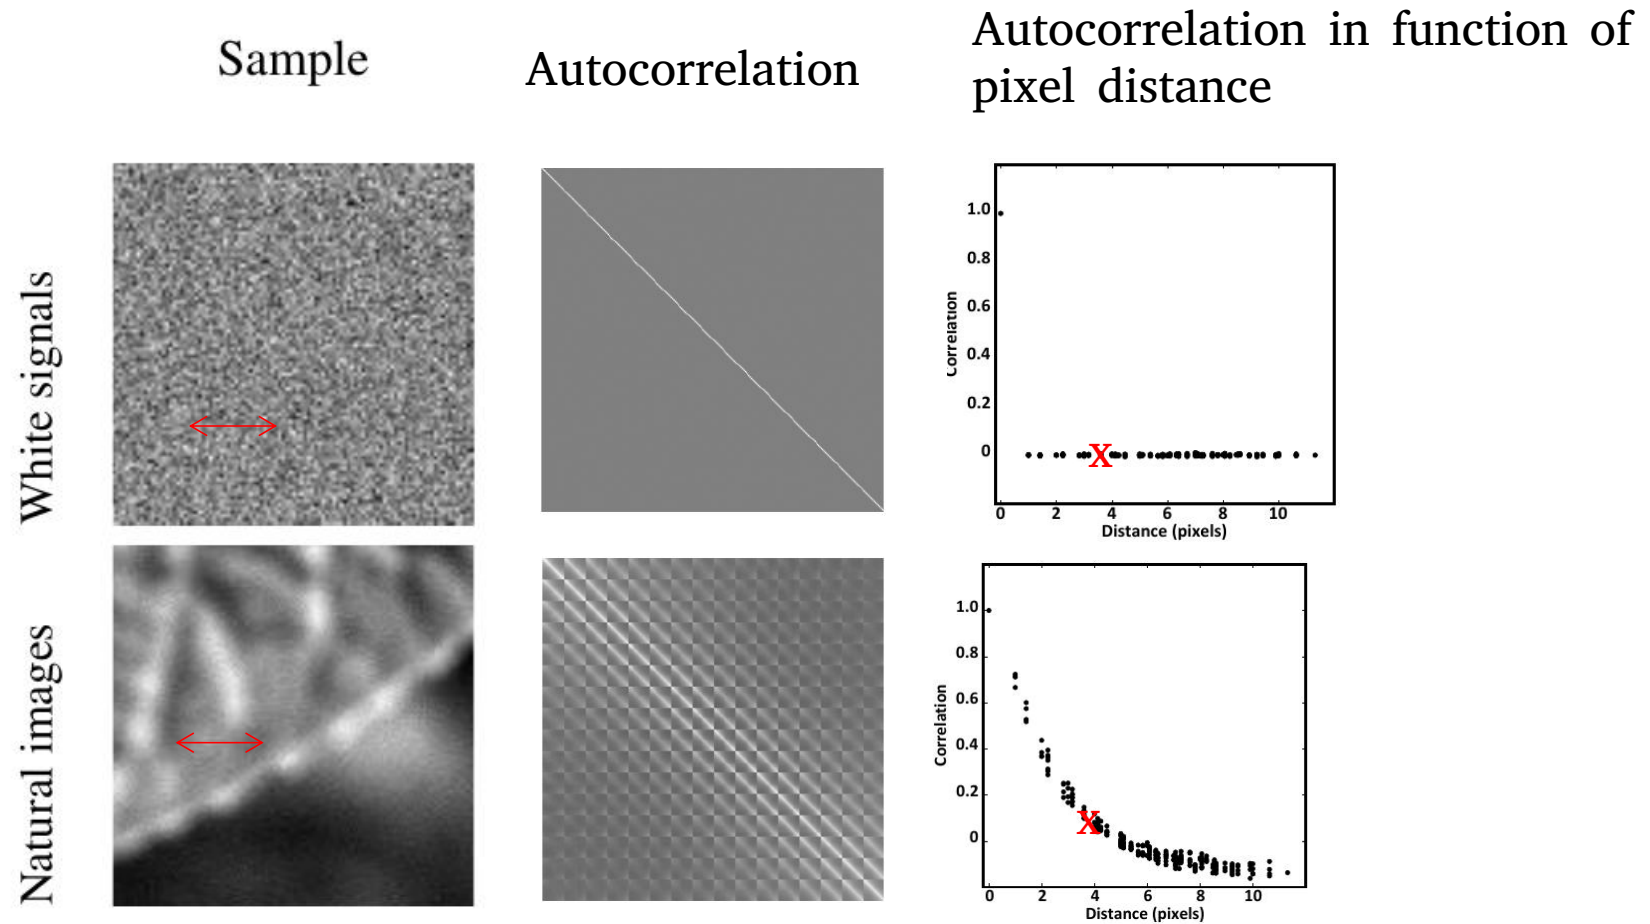 Sample
Autocorrelation
Autocorrelation in function of
pixel distance
White signals
Correlation
1.0
0.8
0.6
0.4
0.2
0
0 2 4 6 8 10
Distance (pixels)
X
Natural images
Correlation
1.0
0.8
0.6
0.4
0.2
0
0 2 4 6 8 10
Distance (pixels)
X